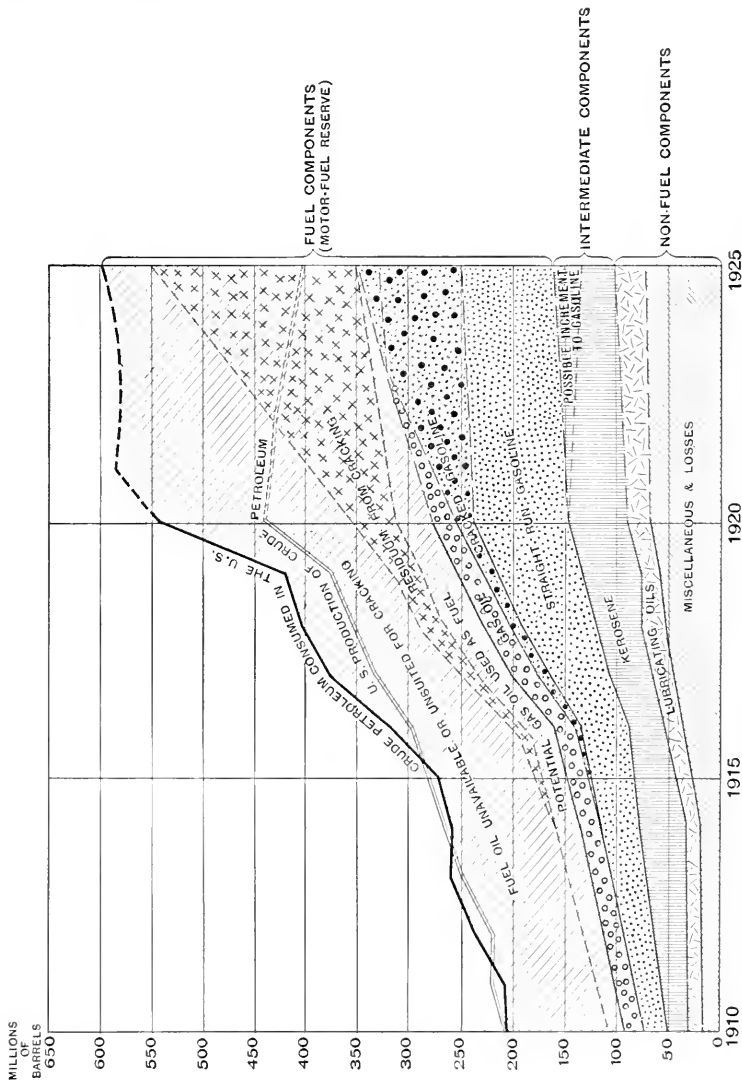 MILLIONS
OF
BARRELS
650
600
550
500
450
400
350
300
250
200
150
100
50
0
1910
1915
1920
1925
CRUDE PETROLEUM CONSUMED IN THE U.S.
U.S. PRODUCTION OF CRUDE PETROLEUM
FUEL OIL UNAVAILABLE OR UNSUITED FOR CRACKING
RESIDUUM FROM CRACKING
POTENTIAL GAS OIL USED AS FUEL
GAS OIL
CRACKED GASOLINE
STRAIGHT RUN GASOLINE
POSSIBLE INCREMENT
TO GASOLINE
KEROSENE
LUBRICATING OILS
MISCELLANEOUS & LOSSES
FUEL COMPONENTS
(MOTOR-FUEL RESERVE)
INTERMEDIATE COMPONENTS
NON-FUEL COMPONENTS